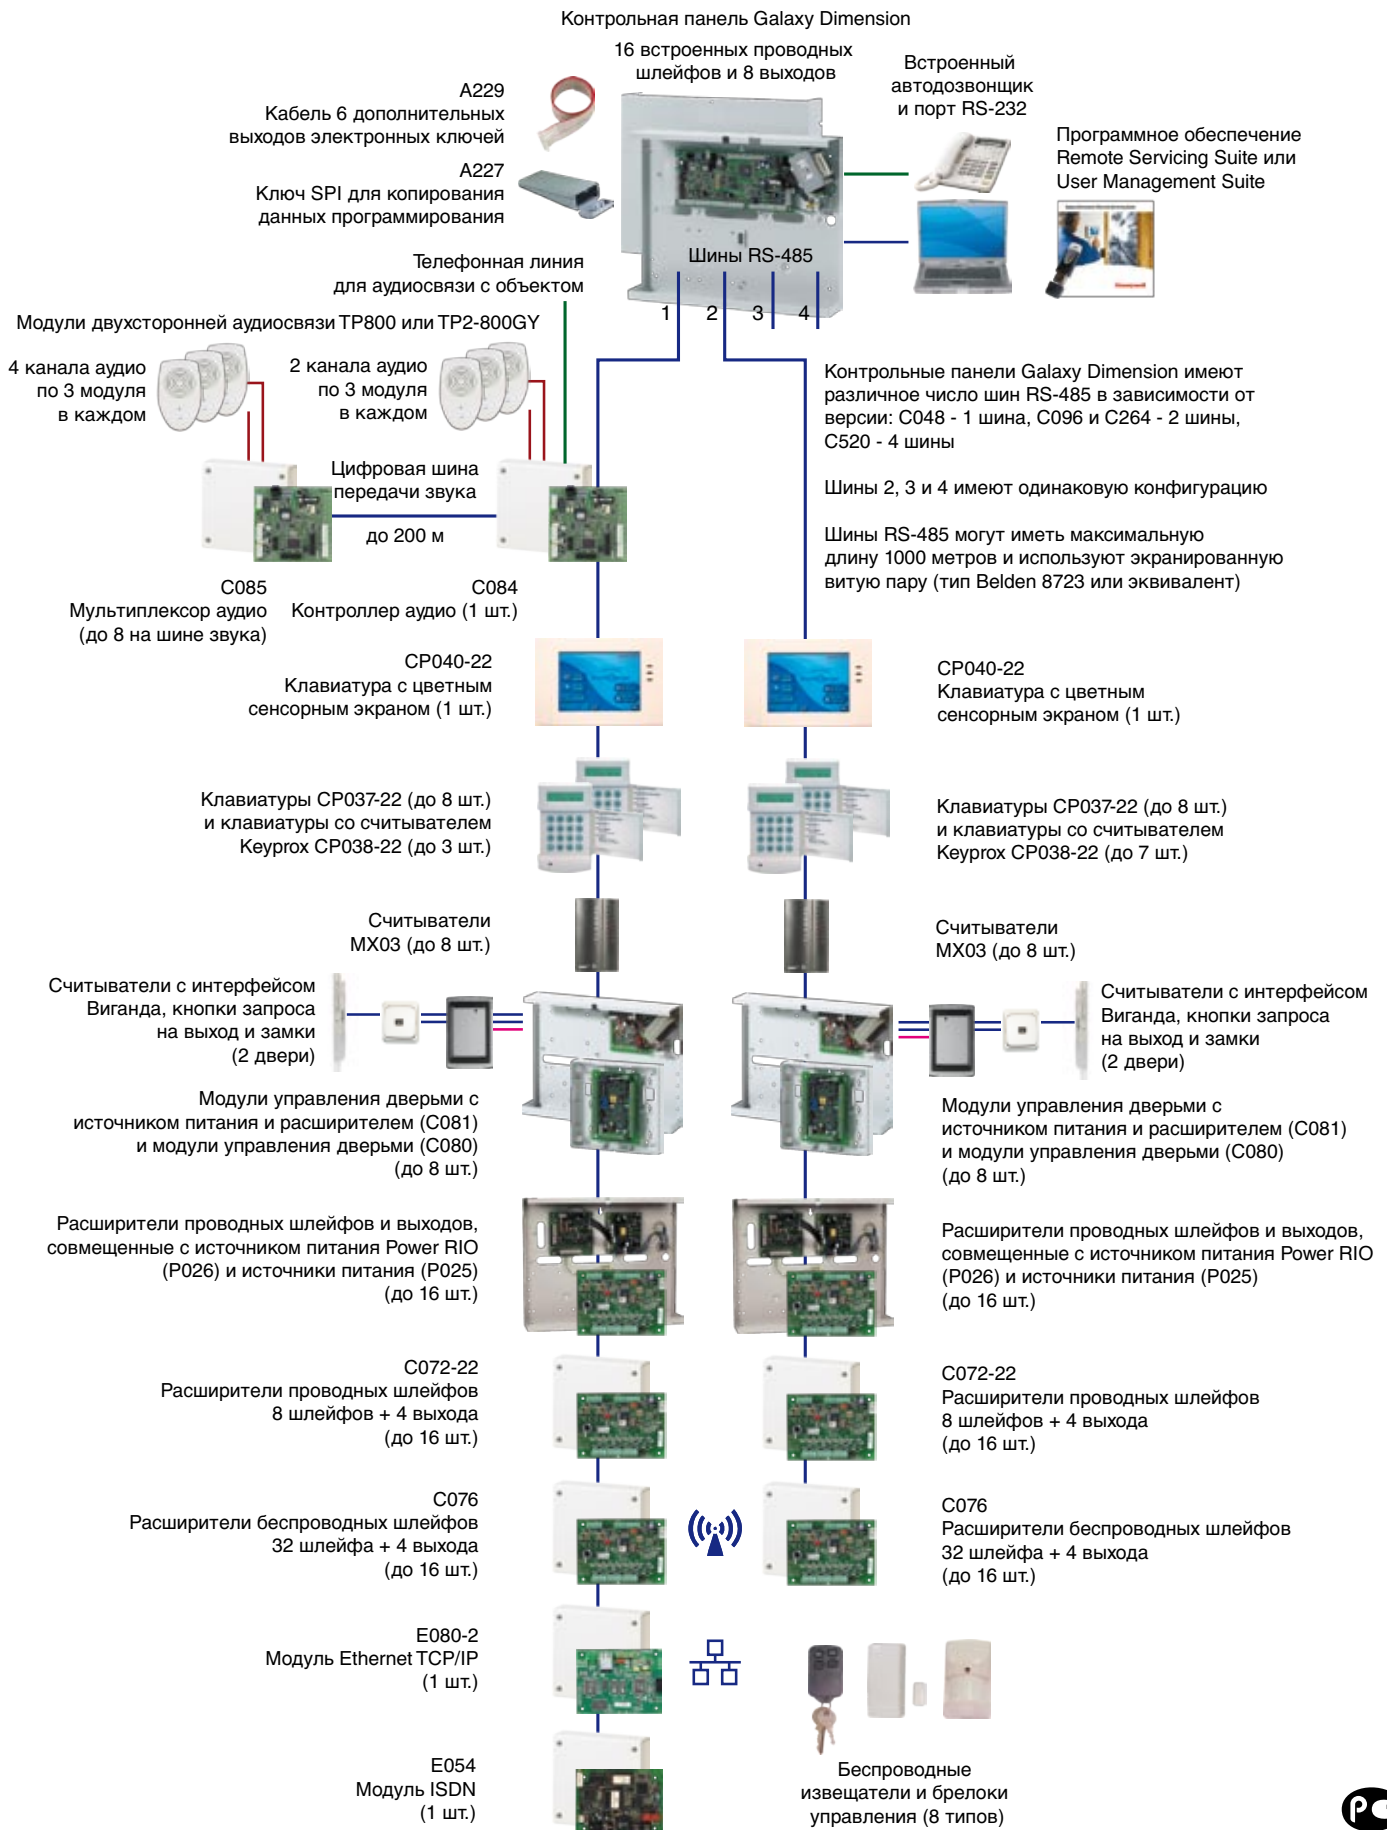 Контрольная панель Galaxy Dimension
16 встроенных проводных
шлейфов и 8 выходов
Встроенный
автодозвонщик
и порт RS-232
A229
Кабель 6 дополнительных
выходов электронных ключей
Программное обеспечение
Remote Servicing Suite или
User Management Suite
A227
Ключ SPI для копирования
данных программирования
Шины RS-485
1
2
3
4
Телефонная линия
для аудиосвязи с объектом
Модули двухсторонней аудиосвязи TP800 или TP2-800GY
4 канала аудио
по 3 модуля
в каждом
2 канала аудио
по 3 модуля
в каждом
Контрольные панели Galaxy Dimension имеют
различное число шин RS-485 в зависимости от
версии: C048 - 1 шина, C096 и C264 - 2 шины,
C520 - 4 шины
Шины 2, 3 и 4 имеют одинаковую конфигурацию
Шины RS-485 могут иметь максимальную
длину 1000 метров и используют экранированную
витую пару (тип Belden 8723 или эквивалент)
Цифровая шина
передачи звука
до 200 м
C085
Мультиплексор аудио
(до 8 на шине звука)
C084
Контроллер аудио (1 шт.)
CP040-22
Клавиатура с цветным
сенсорным экраном (1 шт.)
CP040-22
Клавиатура с цветным
сенсорным экраном (1 шт.)
Клавиатуры CP037-22 (до 8 шт.)
и клавиатуры со считывателем
Keyprox CP038-22 (до 3 шт.)
Клавиатуры CP037-22 (до 8 шт.)
и клавиатуры со считывателем
Keyprox CP038-22 (до 7 шт.)
Считыватели
MX03 (до 8 шт.)
Считыватели
MX03 (до 8 шт.)
Считыватели с интерфейсом
Виганда, кнопки запроса
на выход и замки
(2 двери)
Считыватели с интерфейсом
Виганда, кнопки запроса
на выход и замки
(2 двери)
Модули управления дверьми с
источником питания и расширителем (C081)
и модули управления дверьми (C080)
(до 8 шт.)
Модули управления дверьми с
источником питания и расширителем (C081)
и модули управления дверьми (C080)
(до 8 шт.)
Расширители проводных шлейфов и выходов,
совмещенные с источником питания Power RIO
(P026) и источники питания (P025)
(до 16 шт.)
Расширители проводных шлейфов и выходов,
совмещенные с источником питания Power RIO
(P026) и источники питания (P025)
(до 16 шт.)
C072-22
Расширители проводных шлейфов
8 шлейфов + 4 выхода
(до 16 шт.)
C072-22
Расширители проводных шлейфов
8 шлейфов + 4 выхода
(до 16 шт.)
C076
Расширители беспроводных шлейфов
32 шлейфа + 4 выхода
(до 16 шт.)
C076
Расширители беспроводных шлейфов
32 шлейфа + 4 выхода
(до 16 шт.)
E080-2
Модуль Ethernet TCP/IP
(1 шт.)
E054
Модуль ISDN
(1 шт.)
Беспроводные
извещатели и брелоки
управления (8 типов)